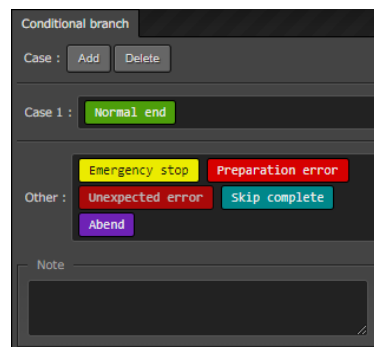 Conditional branch
Case : Add Delete
Case 1 : Normal end
Emergency stop Preparation error
Other : Unexpected error Skip complete
Abend
Note